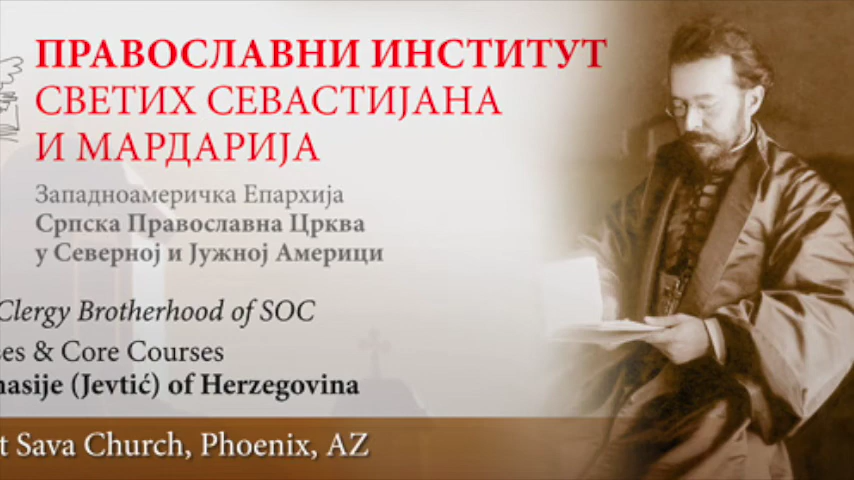 ПРАВОСЛАВНИ ИНСТИТУТ
СВЕТИХ СЕВАСТИЈАНА
И МАРДАРИЈА
Западноамеричка Епархија
Српска Православна Црква
у Северној и Јужној Америци
Clergy Brotherhood of SOC
& Core Courses
(Jevtić) of Herzegovina
Sava Church, Phoenix, AZ